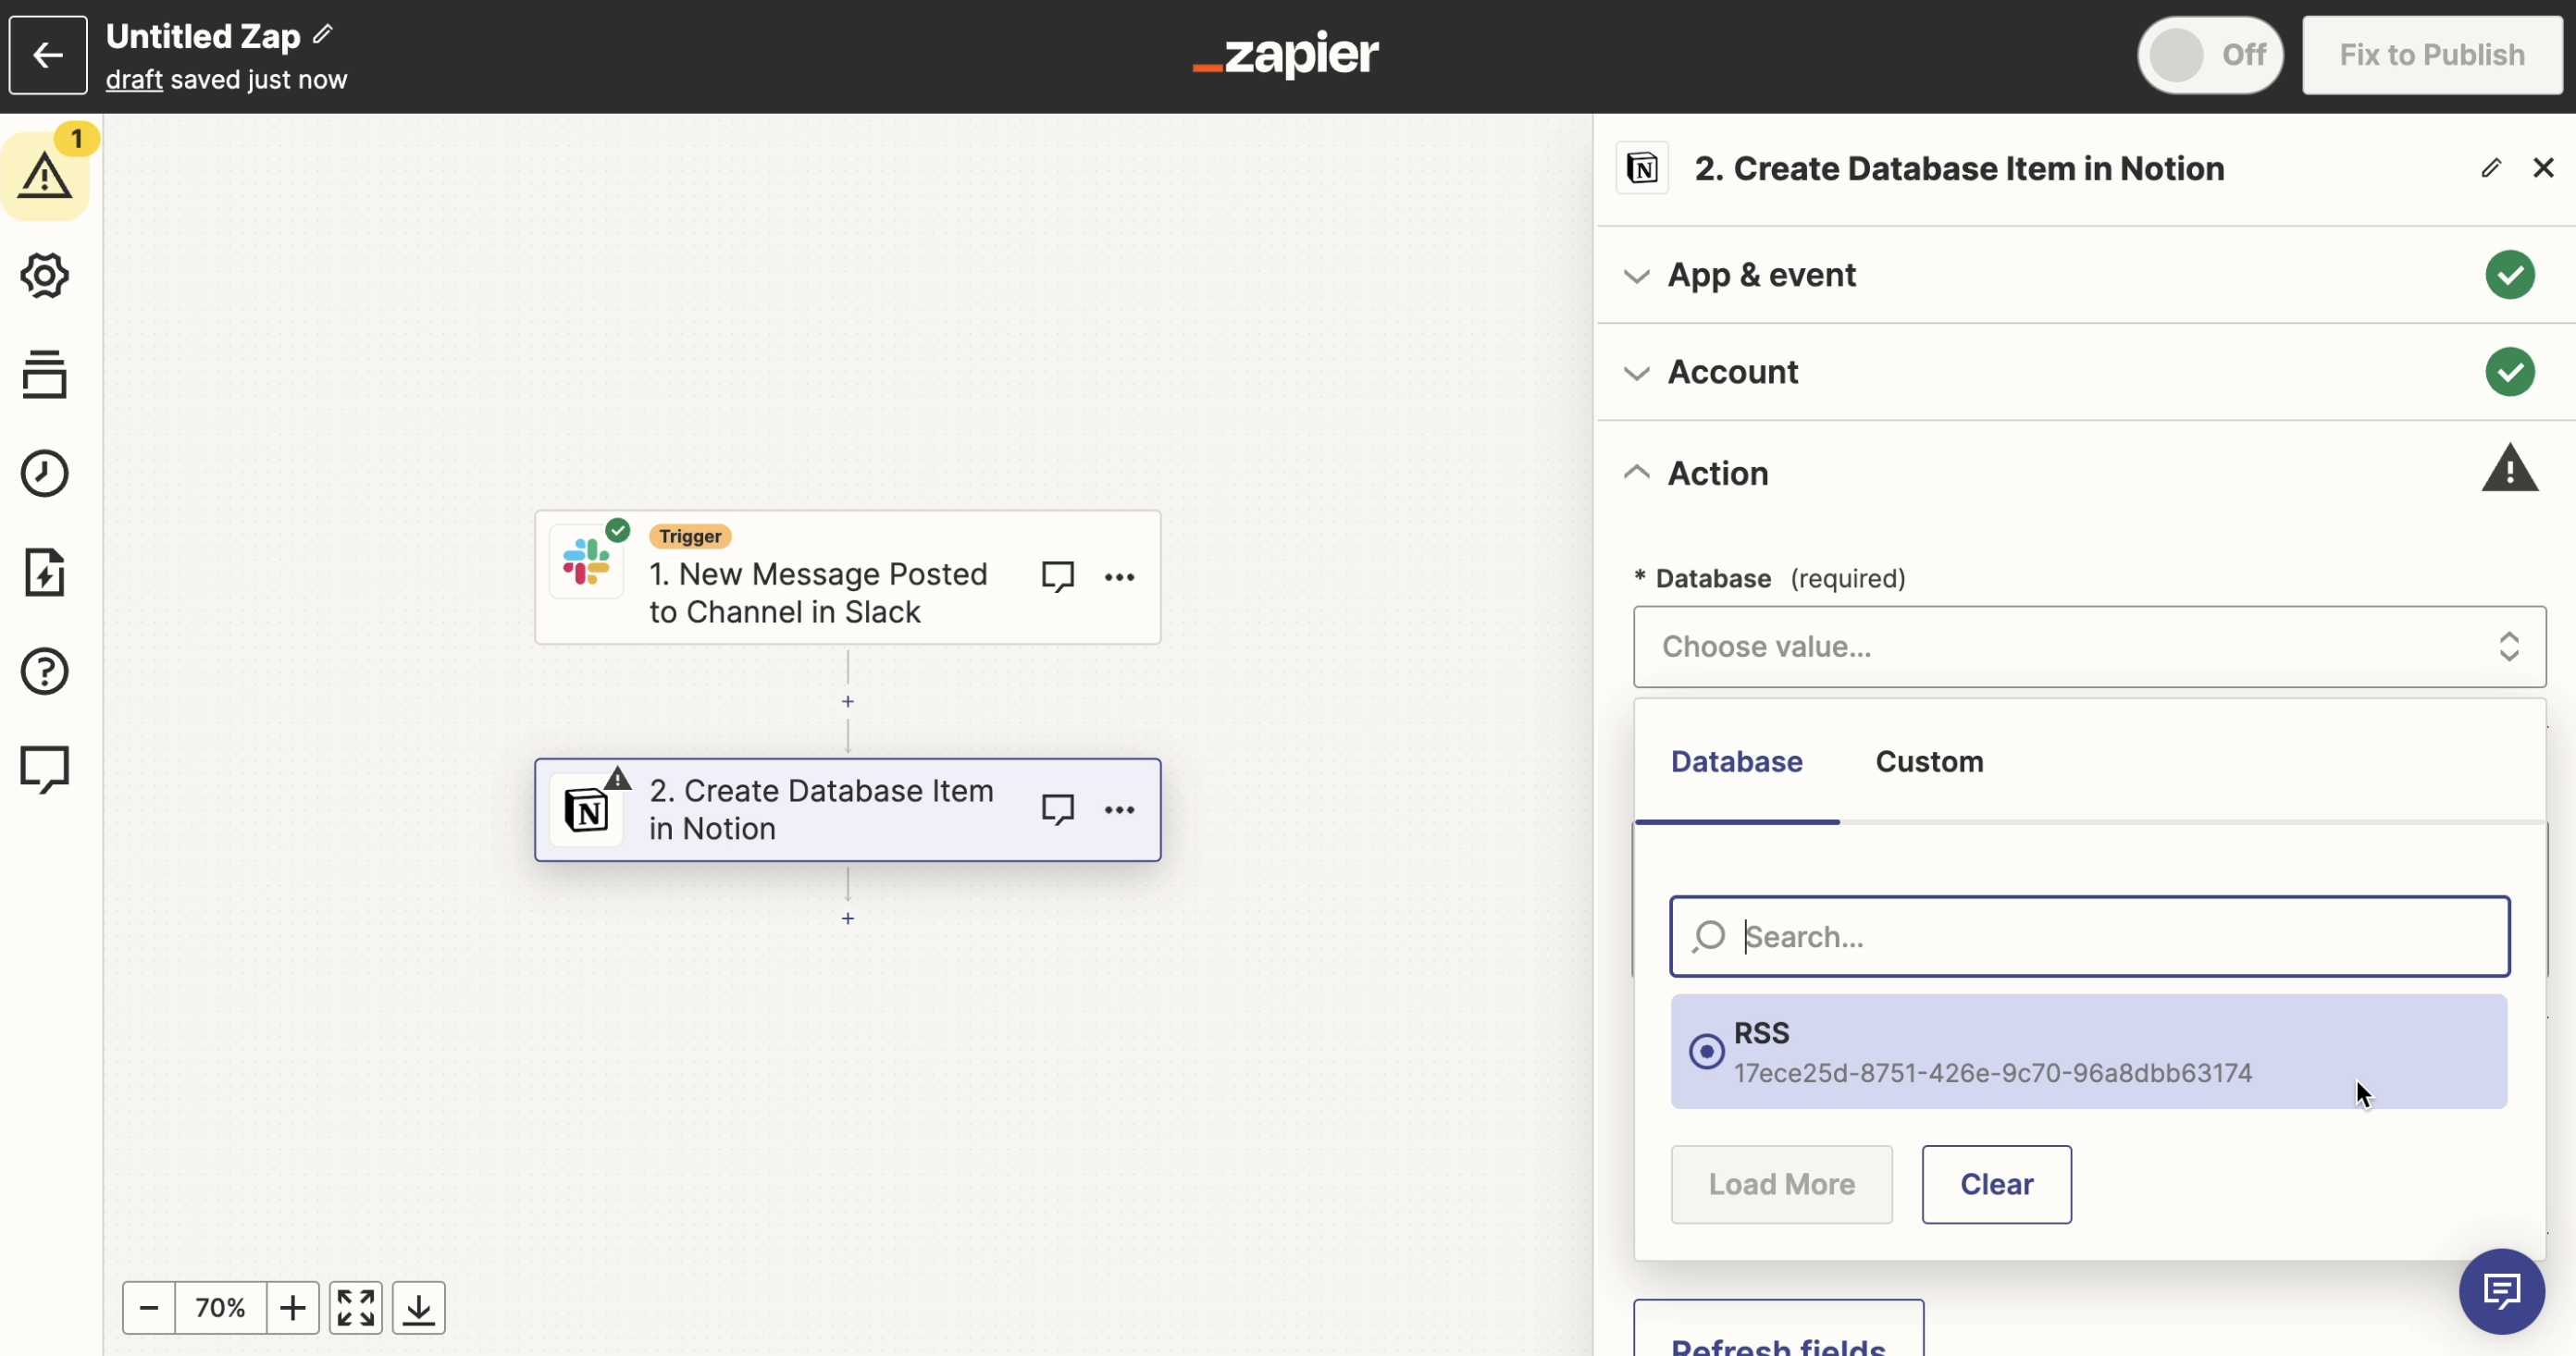 Untitled Zap
draft saved just now
zapier
Off
Fix to Publish
1
2. Create Database Item in Notion
App & event
Account
Action
* Database (required)
Choose value...
Database Custom
Search...
RSS
17ece25d-8751-426e-9c70-96a8dbb63174
Load More
Clear
Refresh fields
Trigger
1. New Message Posted
to Channel in Slack
2. Create Database Item
in Notion
70%